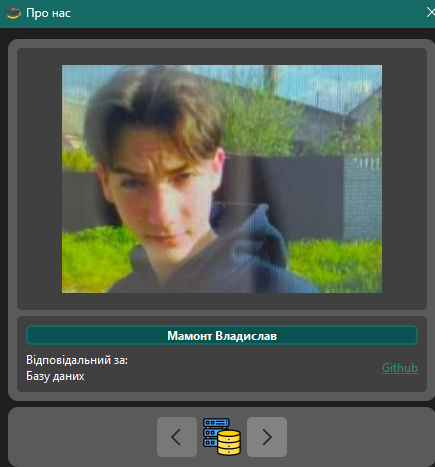 Про нас
Мамонт Владислав
Відповідальний за:
Базу даних
Github